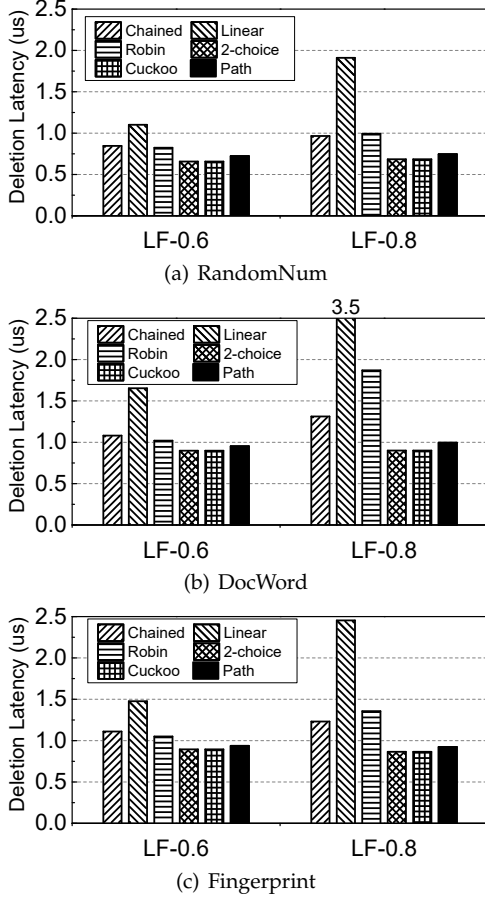 2.5
Chained Linear
Robin 2-choice
Cuckoo Path
2.0
1.5
1.0
0.5
0.0
Deletion Latency (us)
LF-0.6 LF-0.8
(a) RandomNum
3.5
2.5
Chained Linear
Robin 2-choice
Cuckoo Path
2.0
1.5
1.0
0.5
0.0
Deletion Latency (us)
LF-0.6 LF-0.8
(b) DocWord
2.5
Chained Linear
Robin 2-choice
Cuckoo Path
2.0
1.5
1.0
0.5
0.0
Deletion Latency (us)
LF-0.6 LF-0.8
(c) Fingerprint